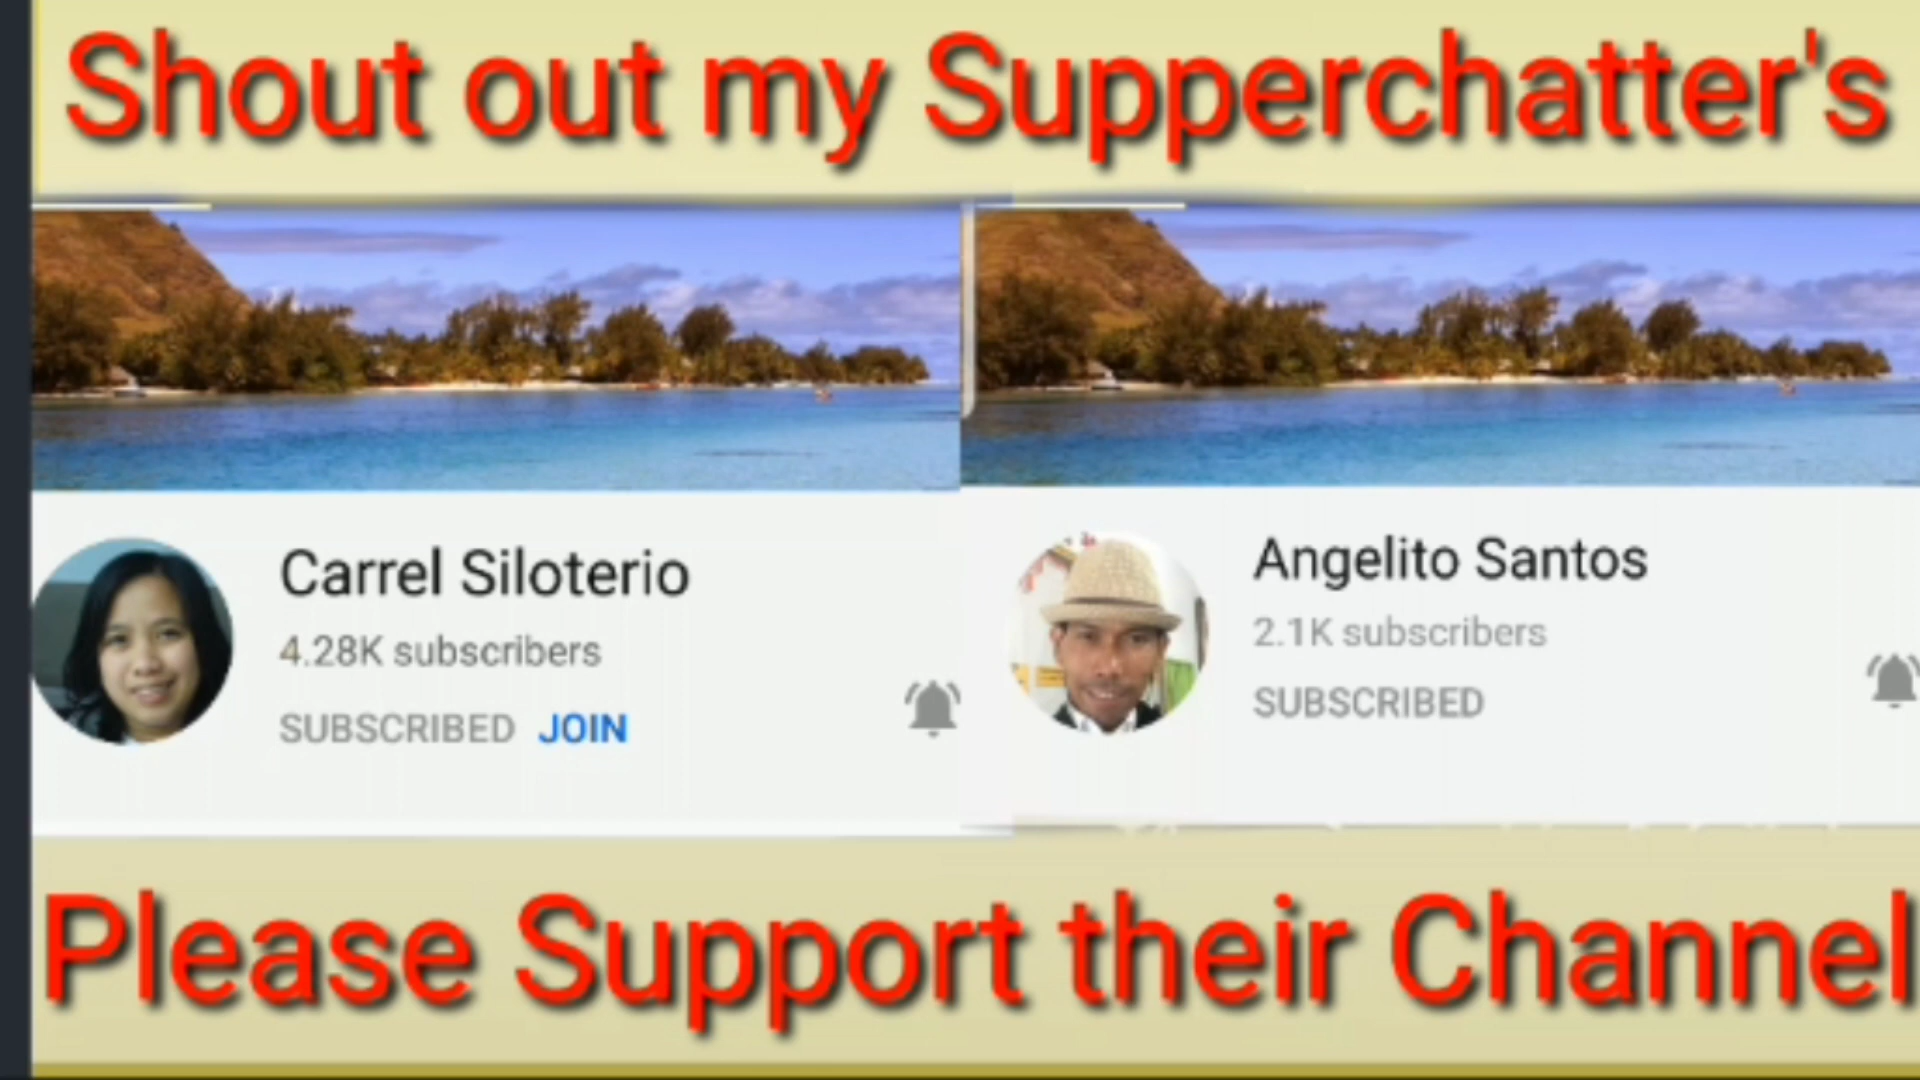 Shout out my Supperchatter's
Carrel Siloterio
4.28K subscribers
SUBSCRIBED JOIN
Angelito Santos
2.1K subscribers
SUBSCRIBED
Please Support their Channel